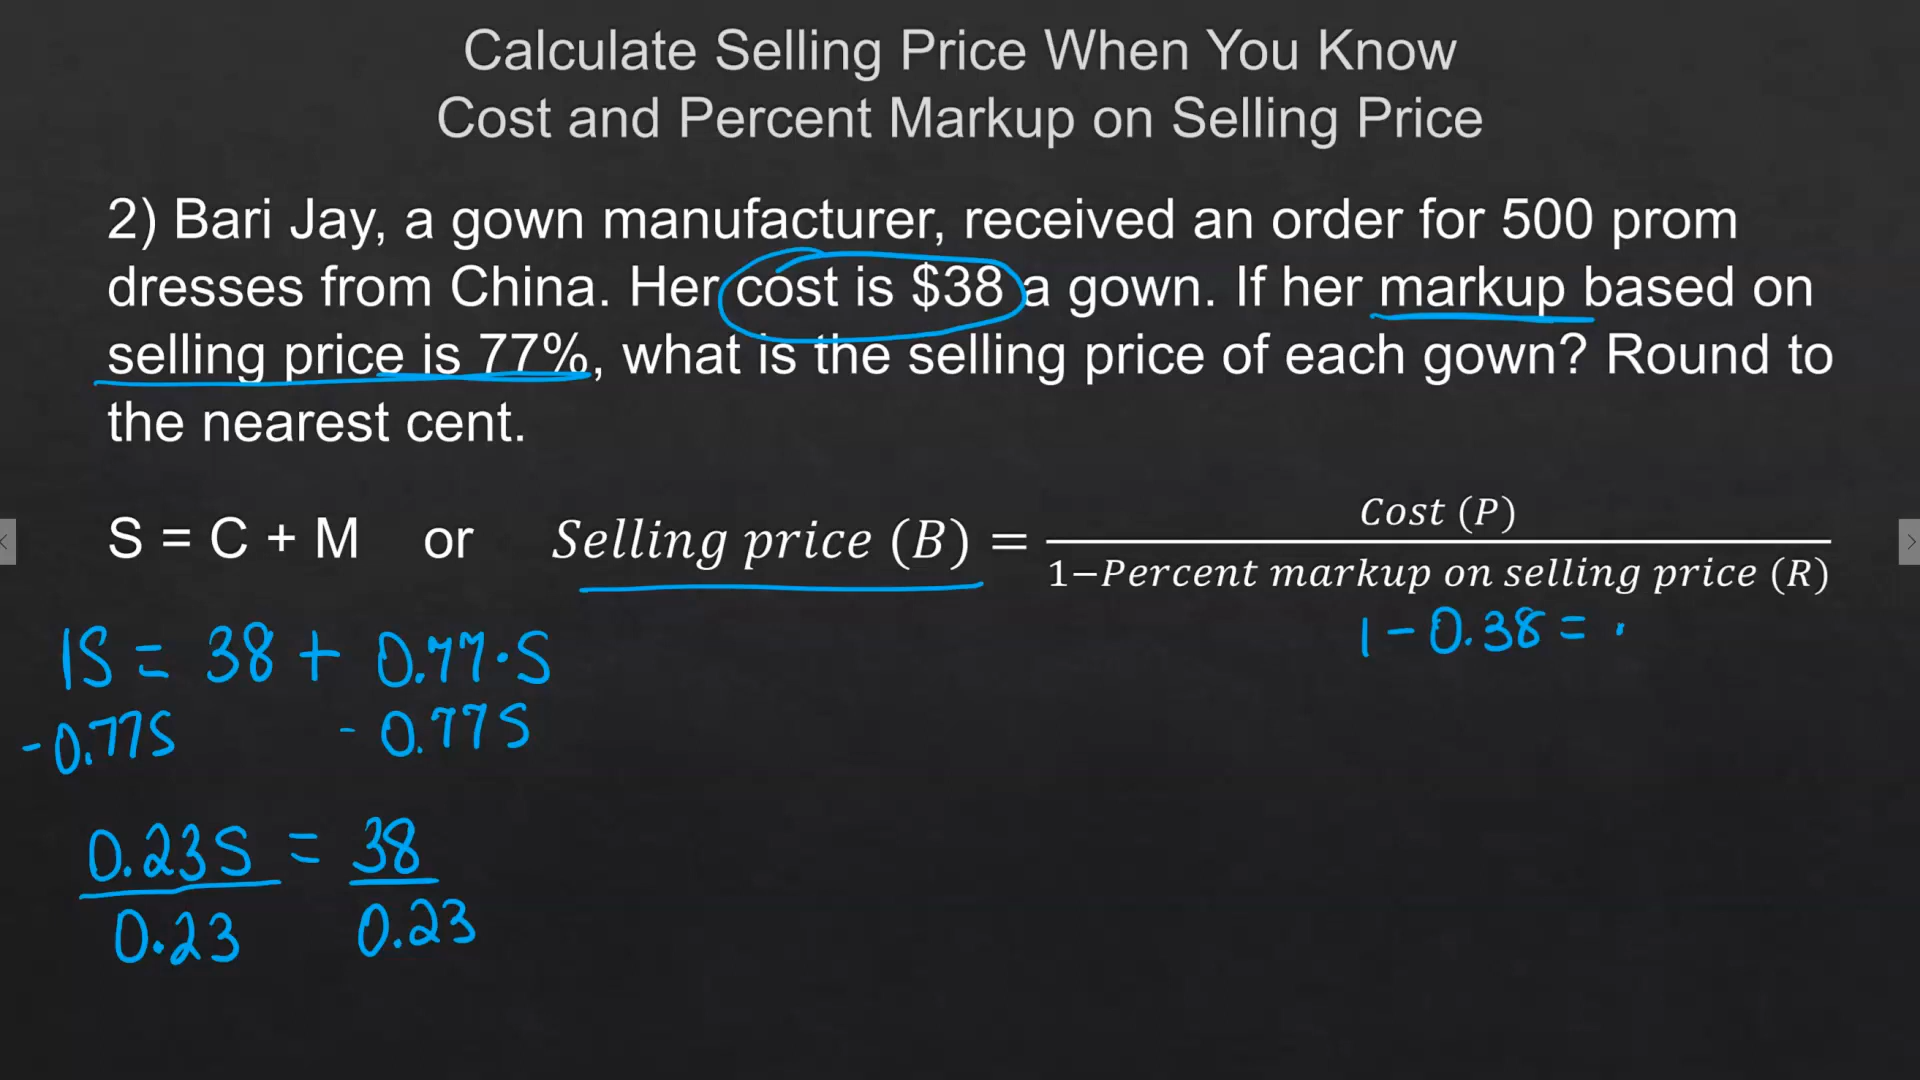 Calculate Selling Price When You Know
Cost and Percent Markup on Selling Price
2) Bari Jay, a gown manufacturer, received an order for 500 prom
dresses from China. Her cost is $38 a gown. If her markup based on
selling price is 77%, what is the selling price of each gown? Round to
the nearest cent.
S = C + M or Selling price (B) = Cost (P)
1−Percent markup on selling price (R)
1 - 0.38 = .
1S = 38 + 0.77·S
-0.77S - 0.77S
0.23S = 38
0.23 0.23